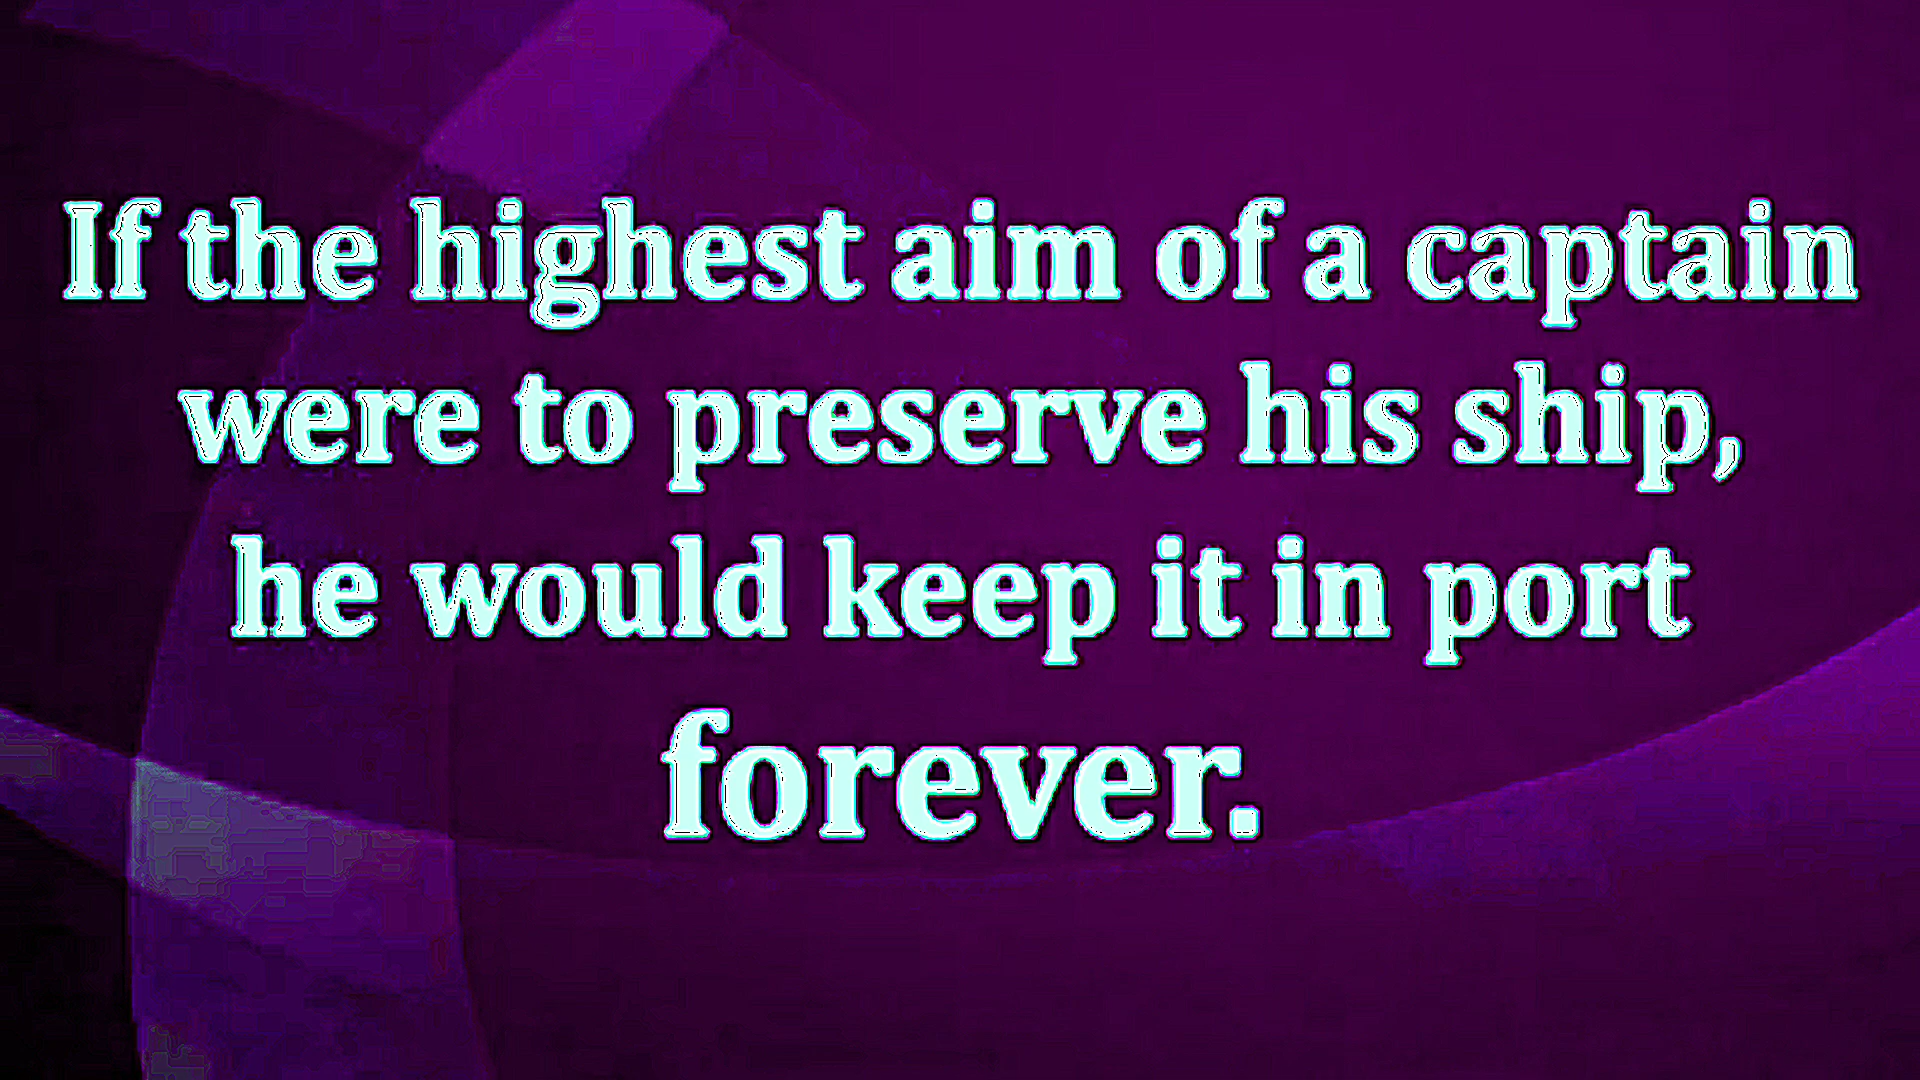 If the highest aim of a captain
were to preserve his ship,
he would keep it in port
forever.